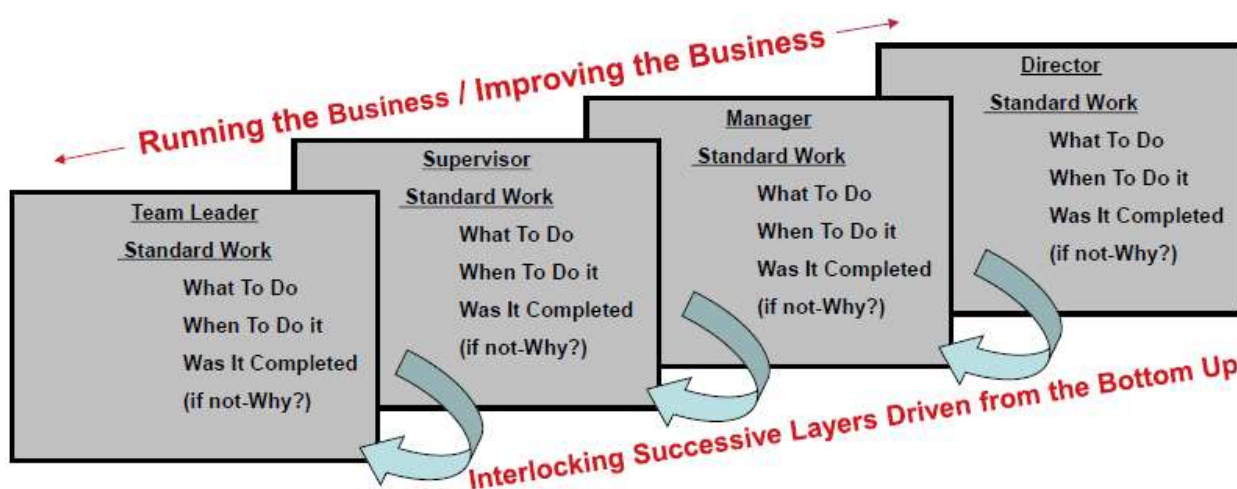 Running the Business / Improving the Business
Team Leader
Standard Work
What To Do
When To Do it
Was It Completed
(if not-Why?)
Supervisor
Standard Work
What To Do
When To Do it
Was It Completed
(if not-Why?)
Manager
Standard Work
What To Do
When To Do it
Was It Completed
(if not-Why?)
Director
Standard Work
What To Do
When To Do it
Was It Completed
(if not-Why?)
Interlocking Successive Layers Driven from the Bottom Up